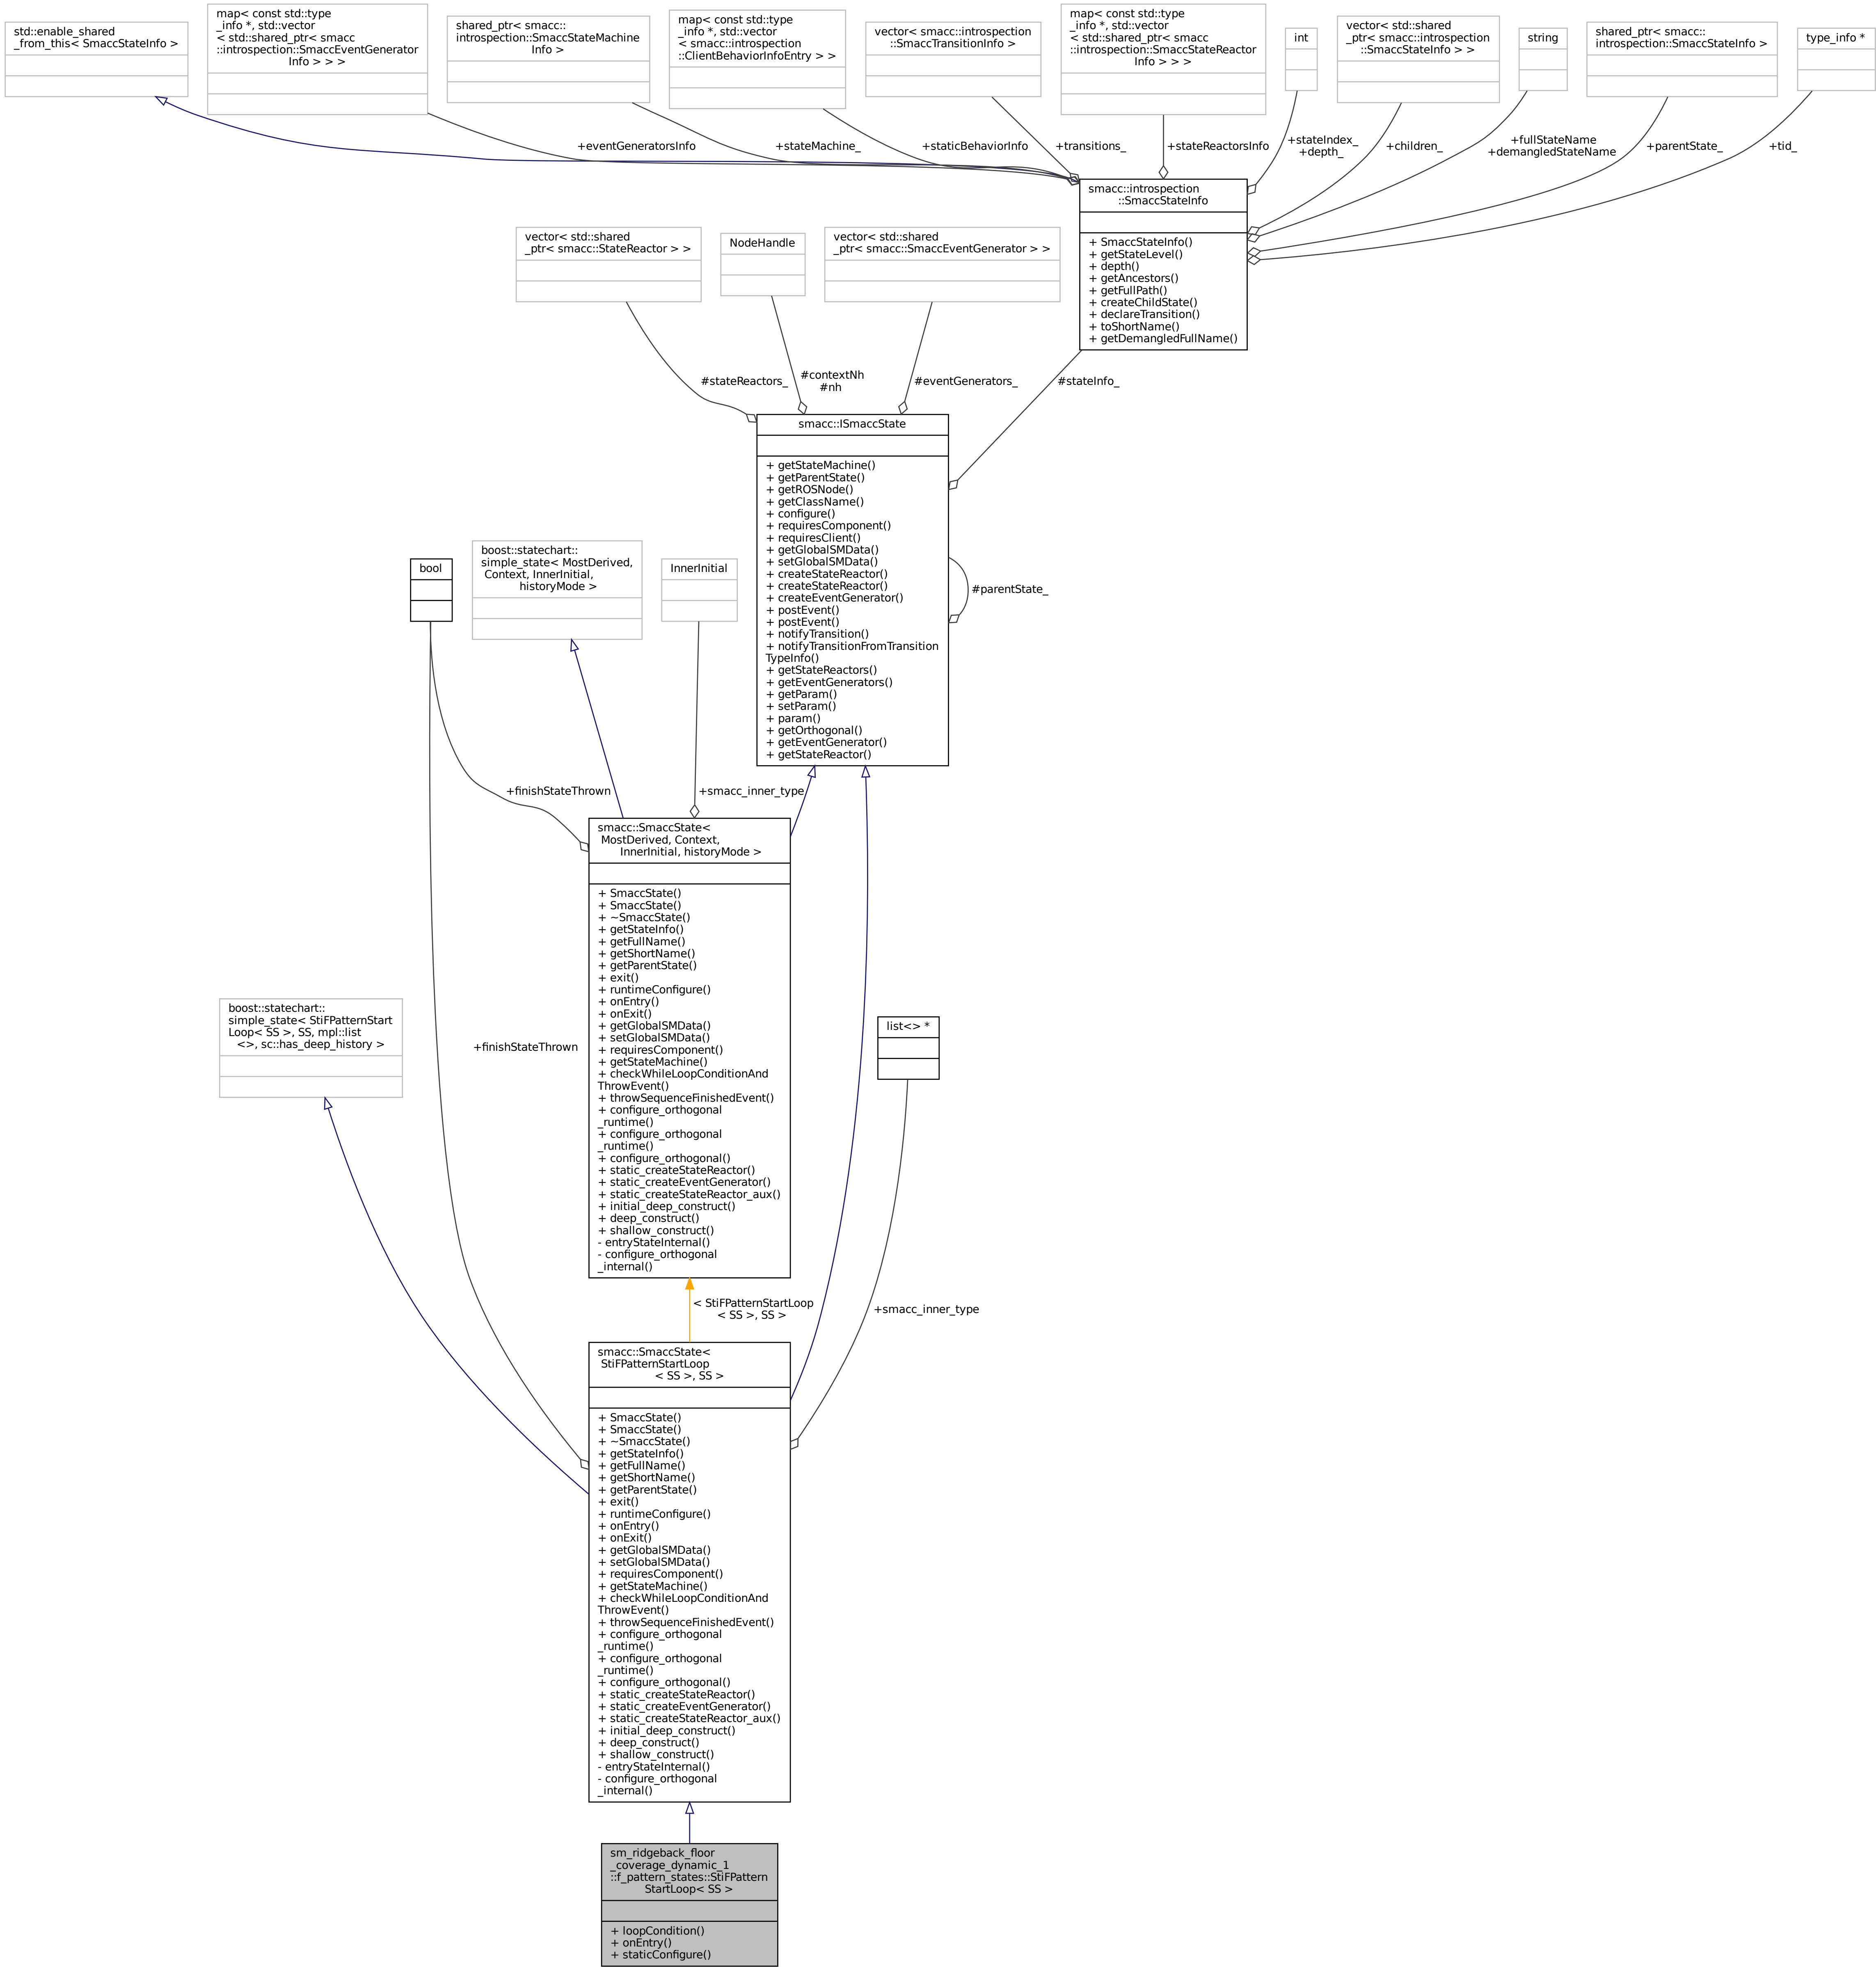 std::enable_shared
_from_this< SmaccStateInfo >
map< const std::type
_info *, std::vector
< std::shared_ptr< smacc
::introspection::SmaccEventGenerator
Info > > >
shared_ptr< smacc::
introspection::SmaccStateMachine
Info >
map< const std::type
_info *, std::vector
< smacc::introspection
::ClientBehaviorInfoEntry > >
vector< smacc::introspection
::SmaccTransitionInfo >
map< const std::type
_info *, std::vector
< std::shared_ptr< smacc
::introspection::SmaccStateReactor
Info > > >
int
vector< std::shared
_ptr< smacc::introspection
::SmaccStateInfo > >
string
shared_ptr< smacc::
introspection::SmaccStateInfo >
type_info *
+eventGeneratorsInfo
+stateMachine_
+staticBehaviorInfo
+transitions_
+stateReactorsInfo
+stateIndex_
+depth_
+children_
+fullStateName
+demangledStateName
+parentState_
+tid_
smacc::introspection
::SmaccStateInfo
+ SmaccStateInfo()
+ getStateLevel()
+ depth()
+ getAncestors()
+ getFullPath()
+ createChildState()
+ declareTransition()
+ toShortName()
+ getDemangledFullName()
vector< std::shared
_ptr< smacc::StateReactor > >
NodeHandle
vector< std::shared
_ptr< smacc::SmaccEventGenerator > >
#stateReactors_
#contextNh
#nh
#eventGenerators_
#stateInfo_
smacc::ISmaccState
+ getStateMachine()
+ getParentState()
+ getROSNode()
+ getClassName()
+ configure()
+ requiresComponent()
+ requiresClient()
+ getGlobalSMData()
+ setGlobalSMData()
+ createStateReactor()
+ createStateReactor()
+ createEventGenerator()
+ postEvent()
+ postEvent()
+ notifyTransition()
+ notifyTransitionFromTransition
TypeInfo()
+ getStateReactors()
+ getEventGenerators()
+ getParam()
+ setParam()
+ param()
+ getOrthogonal()
+ getEventGenerator()
+ getStateReactor()
#parentState_
bool
boost::statechart::
simple_state< MostDerived,
Context, InnerInitial,
historyMode >
InnerInitial
+finishStateThrown
+smacc_inner_type
smacc::SmaccState<
MostDerived, Context,
InnerInitial, historyMode >
+ SmaccState()
+ SmaccState()
+ ~SmaccState()
+ getStateInfo()
+ getFullName()
+ getShortName()
+ getParentState()
+ exit()
+ runtimeConfigure()
+ onEntry()
+ onExit()
+ getGlobalSMData()
+ setGlobalSMData()
+ requiresComponent()
+ getStateMachine()
+ checkWhileLoopConditionAnd
ThrowEvent()
+ throwSequenceFinishedEvent()
+ configure_orthogonal
_runtime()
+ configure_orthogonal
_runtime()
+ configure_orthogonal()
+ static_createStateReactor()
+ static_createEventGenerator()
+ static_createStateReactor_aux()
+ initial_deep_construct()
+ deep_construct()
+ shallow_construct()
- entryStateInternal()
- configure_orthogonal
_internal()
boost::statechart::
simple_state< StiFPatternStart
Loop< SS >, SS, mpl::list
<>, sc::has_deep_history >
+finishStateThrown
list<> *
< StiFPatternStartLoop
< SS >, SS >
+smacc_inner_type
smacc::SmaccState<
StiFPatternStartLoop
< SS >, SS >
+ SmaccState()
+ SmaccState()
+ ~SmaccState()
+ getStateInfo()
+ getFullName()
+ getShortName()
+ getParentState()
+ exit()
+ runtimeConfigure()
+ onEntry()
+ onExit()
+ getGlobalSMData()
+ setGlobalSMData()
+ requiresComponent()
+ getStateMachine()
+ checkWhileLoopConditionAnd
ThrowEvent()
+ throwSequenceFinishedEvent()
+ configure_orthogonal
_runtime()
+ configure_orthogonal
_runtime()
+ configure_orthogonal()
+ static_createStateReactor()
+ static_createEventGenerator()
+ static_createStateReactor_aux()
+ initial_deep_construct()
+ deep_construct()
+ shallow_construct()
- entryStateInternal()
- configure_orthogonal
_internal()
sm_ridgeback_floor
_coverage_dynamic_1
::f_pattern_states::StiFPattern
StartLoop< SS >
+ loopCondition()
+ onEntry()
+ staticConfigure()